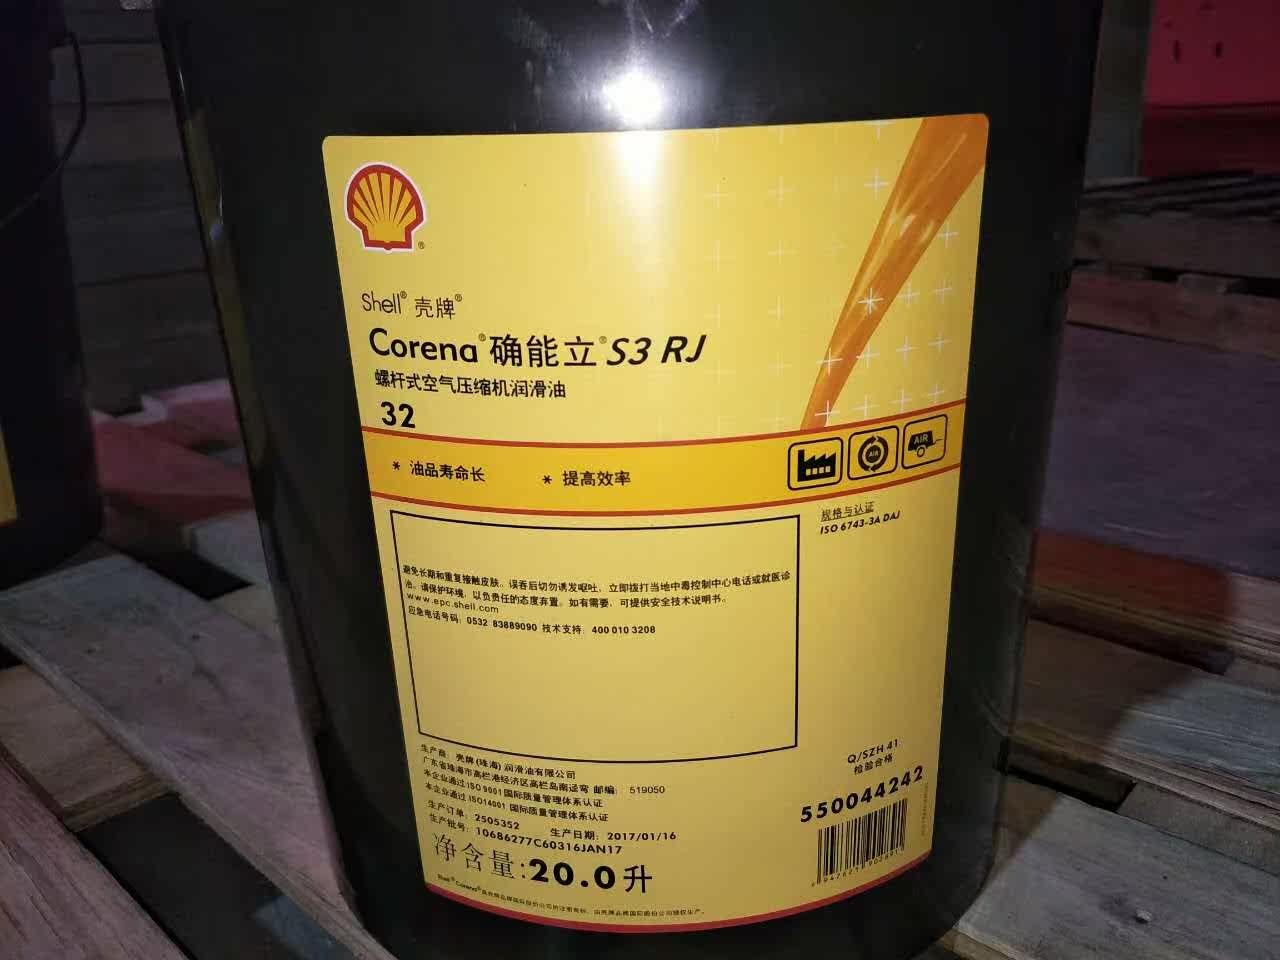 Shell® 壳牌®
Corena®确能立®S3 RJ
螺杆式空气压缩机润滑油
32
* 油品寿命长 * 提高效率
AIR
AIR
规格与认证
ISO 6743-3A DAJ
避免长期和重复接触皮肤。误吞后切勿诱发呕吐，立即拨打当地中毒控制中心电话或就医诊
治。请保护环境，以负责任的态度弃置。如有需要，可提供安全技术说明书。
www.epc.shell.com
应急电话号码：0532 83889090 技术支持：400 010 3208
生产商：壳牌(珠海)润滑油有限公司
广东省珠海市高栏港经济区高栏岛南迳弯 邮编：519050
本企业通过ISO 9001国际质量管理体系认证
本企业通过ISO14001 国际质量管理体系认证
生产订单：2505352 生产日期：2017/01/16
生产批号：10686277C60316JAN17
净含量:20.0升
Q/SZH 41
检验合格
550044242